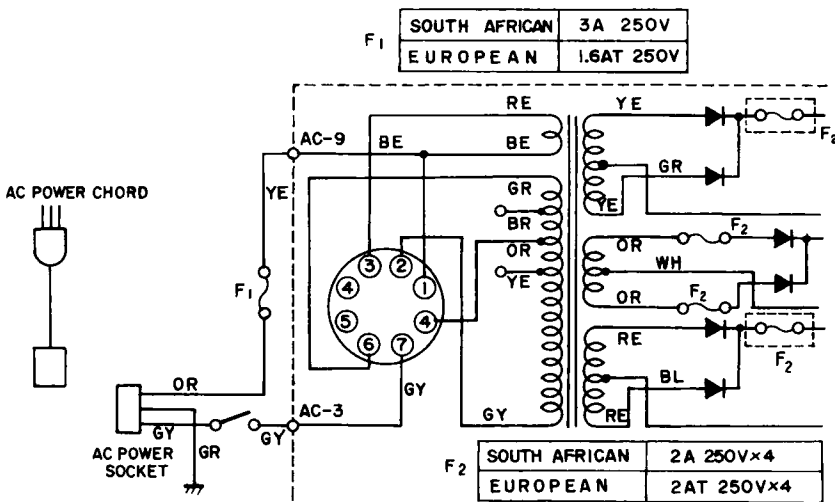 F1
SOUTH AFRICAN 3A 250V
EUROPEAN 1.6AT 250V
RE
YE
F2
AC-9
BE
BE
GR
YE
GR
AC POWER CHORD
YE
BR
OR
OR
F2
YE
WH
3
2
4
1
F1
OR
F2
5
4
6
7
RE
F2
OR
BL
GY
AC-3
GY
RE
GY
GR
GY
AC POWER
SOCKET
F2
SOUTH AFRICAN 2A 250V×4
EUROPEAN 2AT 250V×4